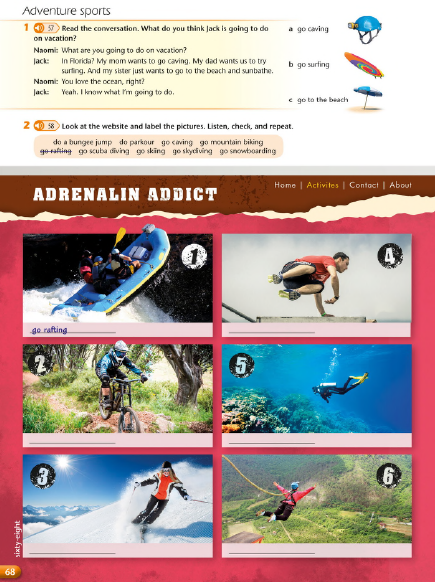 Adventure sports
1 57 Read the conversation. What do you think Jack is going to do
on vacation?
Naomi: What are you going to do on vacation?
Jack: In Florida? My mom wants to go caving. My dad wants us to try
surfing. And my sister just wants to go to the beach and sunbathe.
Naomi: You love the ocean, right?
Jack: Yeah. I know what I'm going to do.
a go caving
b go surfing
c go to the beach
2 58 Look at the website and label the pictures. Listen, check, and repeat.
do a bungee jump do parkour go caving go mountain biking
go rafting go scuba diving go skiing go skydiving go snowboarding
ADRENALIN ADDICT
Home | Activites | Contact | About
1
go rafting
2
3
4
5
6
sixty-eight
68